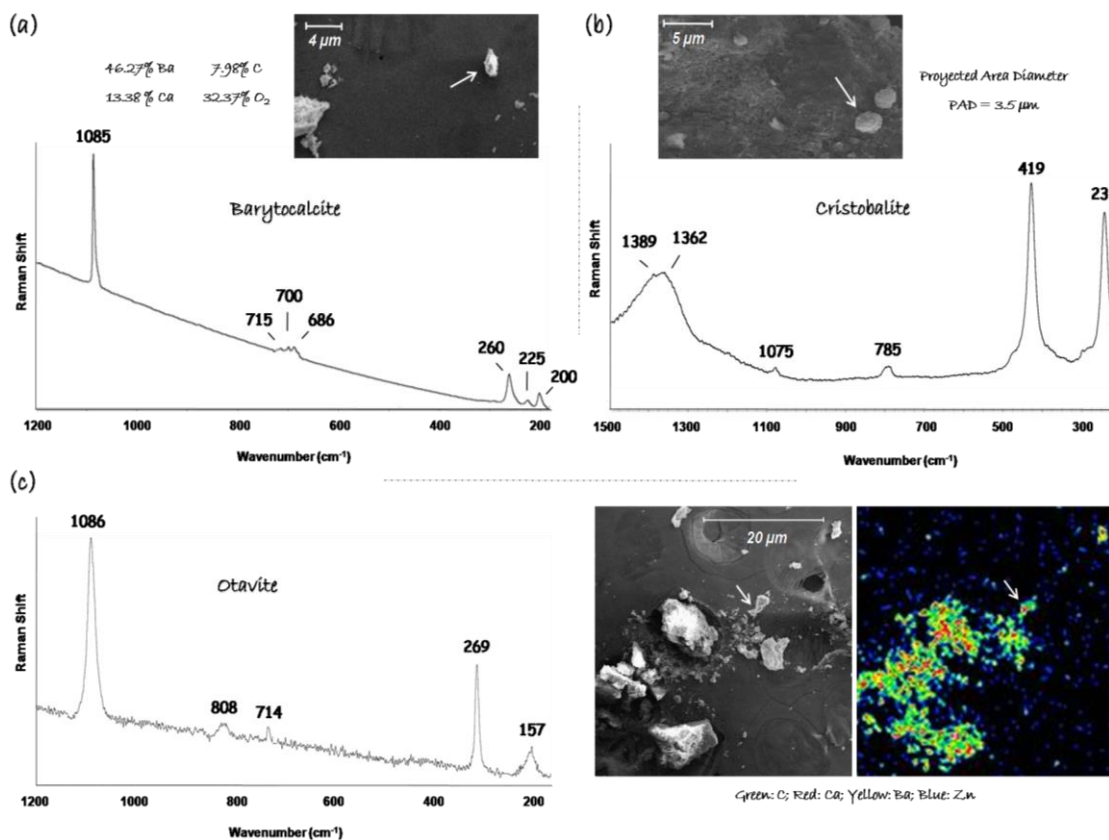 (a)
4 µm
46.27% Ba 7.98% C
13.38% Ca 32.37% O2
1085
Barytocalcite
715
700
686
260
225
200
Raman Shift
1200 1000 800 600 400 200
Wavenumber (cm-1)
(b)
5 µm
Proyected Area Diameter
PAD = 3.5 µm
419
23
Cristobalite
1389
1362
1075
785
Raman Shift
1500 1300 1100 900 700 500 300
Wavenumber (cm-1)
(c)
1086
Otavite
269
808
714
157
Raman Shift
1200 1000 800 600 400 200
Wavenumber (cm-1)
20 µm
Green: C; Red: Ca; Yellow: Ba; Blue: Zn